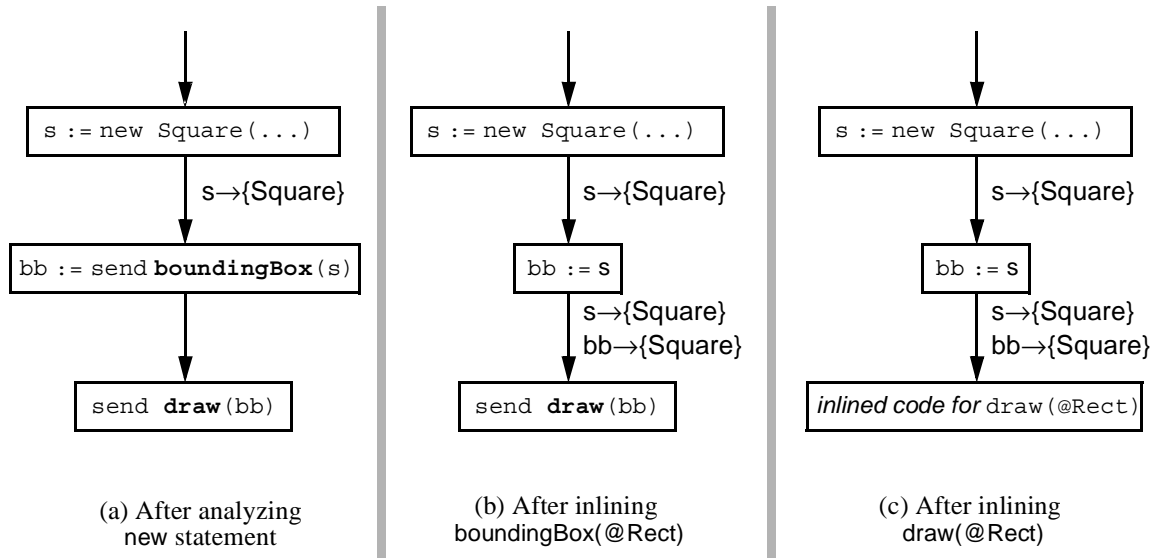 s := new Square(...)
s→{Square}
bb := send boundingBox(s)
send draw(bb)
(a) After analyzing
new statement
s := new Square(...)
s→{Square}
bb := s
s→{Square}
bb→{Square}
send draw(bb)
(b) After inlining
boundingBox(@Rect)
s := new Square(...)
s→{Square}
bb := s
s→{Square}
bb→{Square}
inlined code for draw(@Rect)
(c) After inlining
draw(@Rect)